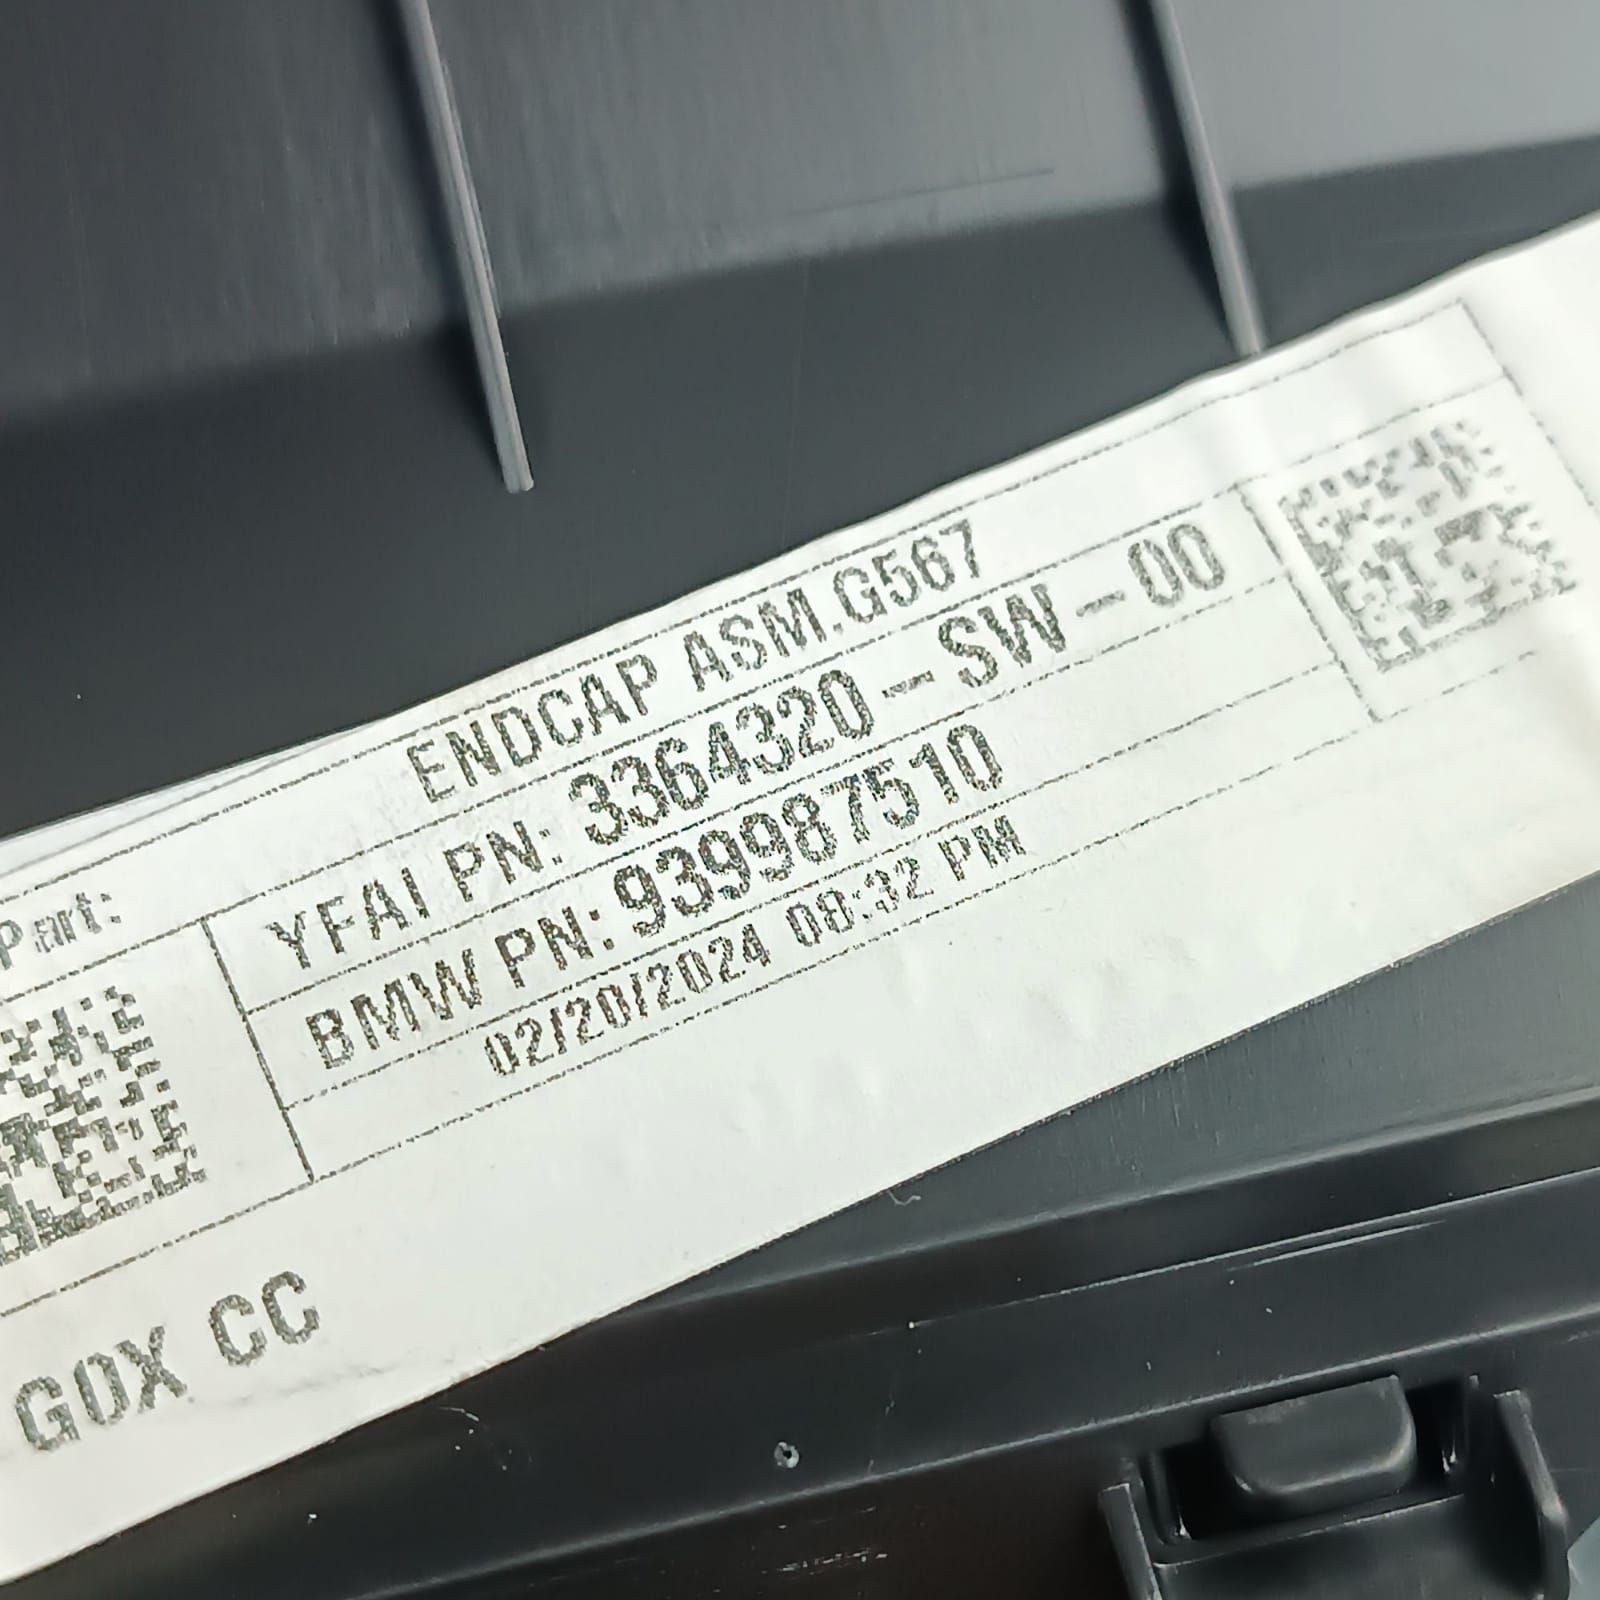 ENDCAP ASM.G567
YFAI PN: 3364320-SW-00
BMW PN: 939987510
02/20/2024 08:32 PM
Part:
G0X CC